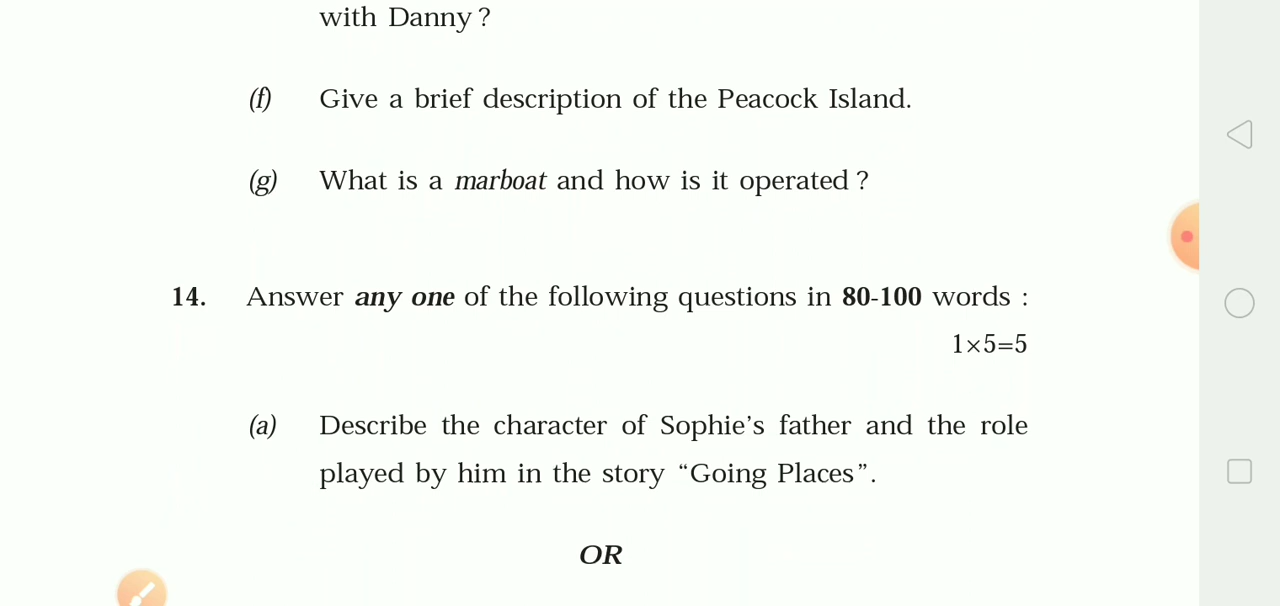 with Danny ?
(f) Give a brief description of the Peacock Island.
(g) What is a marboat and how is it operated ?
14. Answer any one of the following questions in 80-100 words :
1×5=5
(a) Describe the character of Sophie's father and the role
played by him in the story “Going Places”.
OR